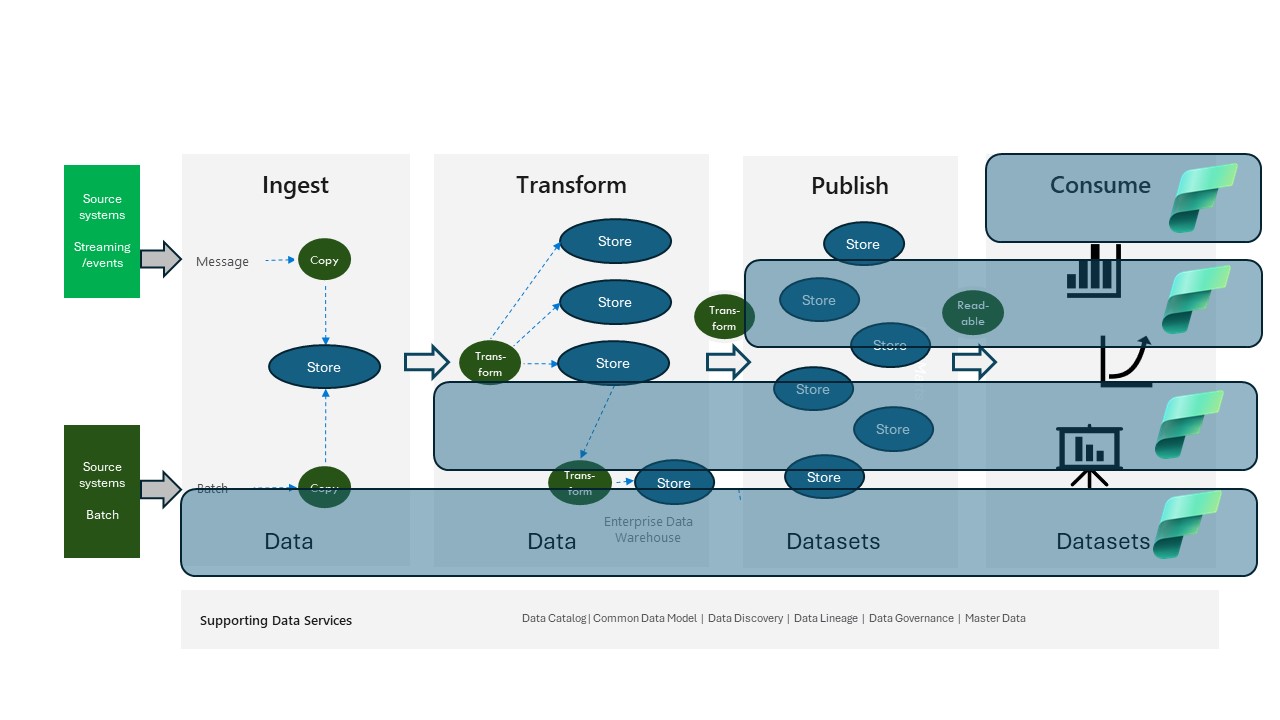 Source
systems
Streaming
/events
Source
systems
Batch
Ingest
Message
Copy
Store
Batch
Copy
Data
Transform
Store
Store
Store
Trans-
form
Trans-
form
Store
Enterprise Data
Warehouse
Data
Trans-
form
Publish
Store
Store
Store
Store
Store
Store
Datasets
Read-
able
Consume
Datasets
Supporting Data Services
Data Catalog| Common Data Model | Data Discovery | Data Lineage | Data Governance | Master Data